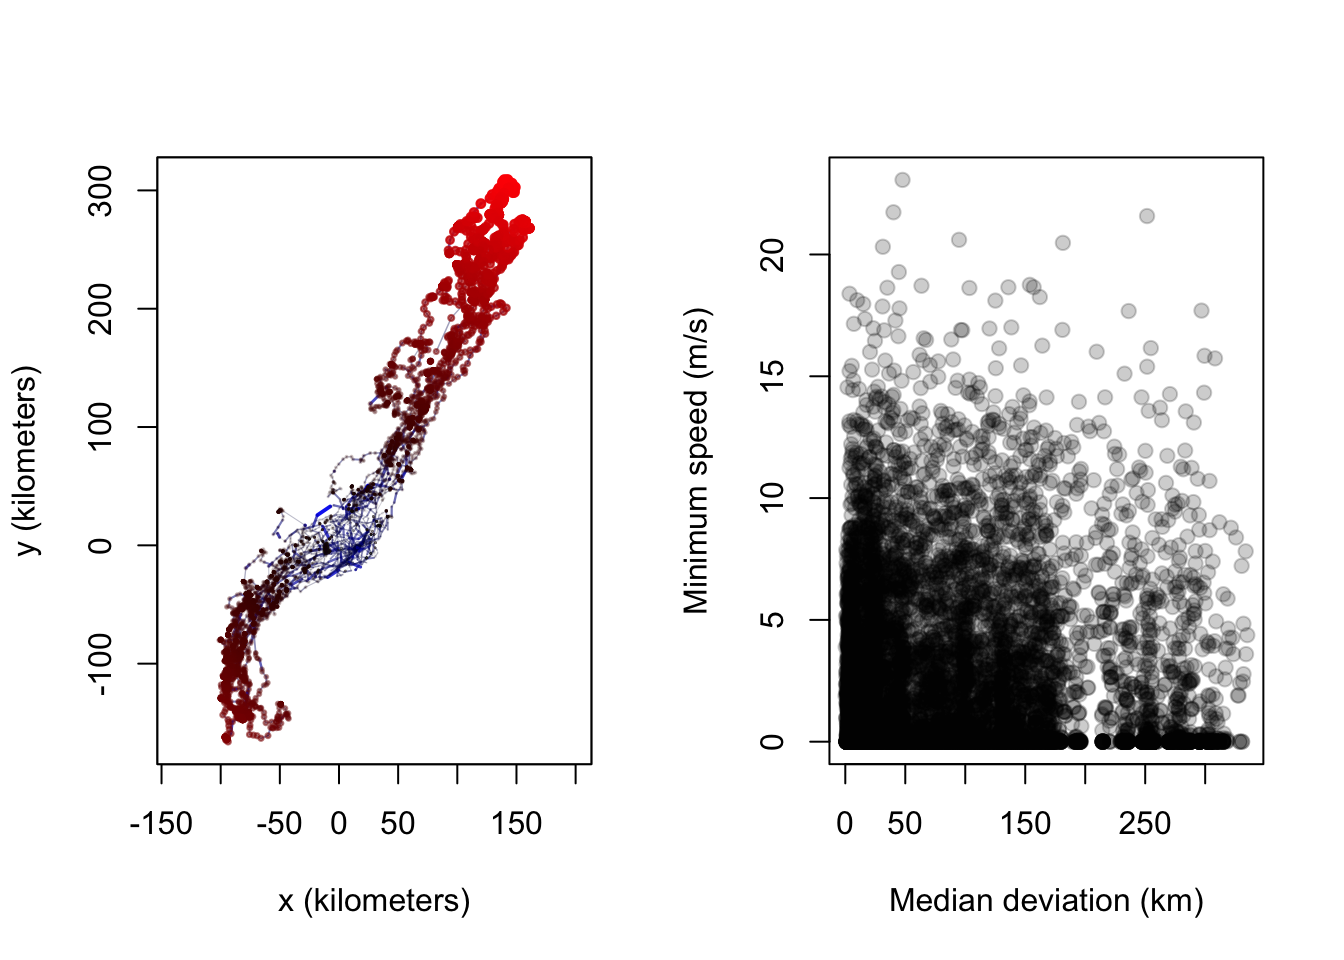 300
200
100
0
-100
y (kilometers)
-150 -50 0 50 150
x (kilometers)
20
15
10
5
0
Minimum speed (m/s)
0 50 150 250
Median deviation (km)